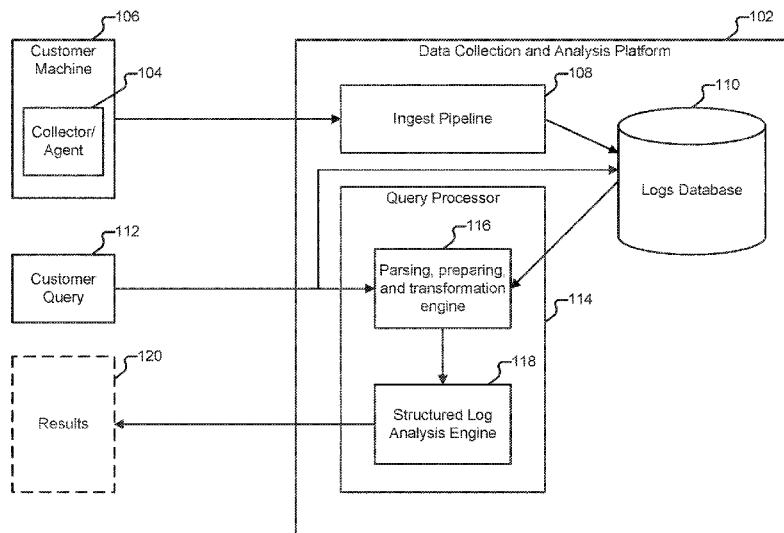 106
102
Customer
Machine
Data Collection and Analysis Platform
104
108
110
Collector/
Agent
Ingest Pipeline
Logs Database
Query Processor
112
116
Customer
Query
Parsing, preparing,
and transformation
engine
114
120
118
Results
Structured Log
Analysis Engine